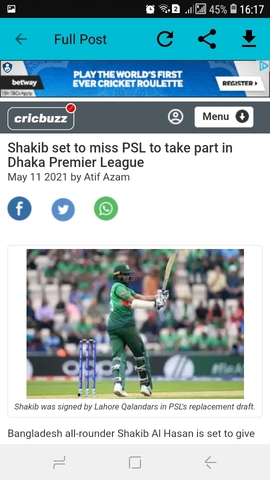 45% 16:17
Full Post
betway
18+ T&Cs Apply
PLAY THE WORLD'S FIRST
EVER CRICKET ROULETTE
REGISTER
cricbuzz
Menu
Shakib set to miss PSL to take part in
Dhaka Premier League
May 11 2021 by Atif Azam
Shakib was signed by Lahore Qalandars in PSL's replacement draft.
Bangladesh all-rounder Shakib Al Hasan is set to give